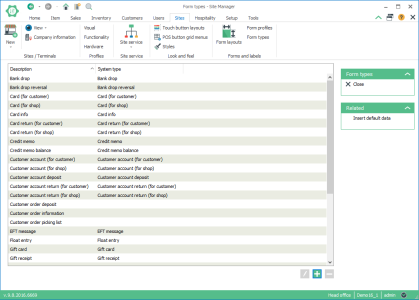 Form types - Site Manager
Home Item Sales Inventory Customers Users Sites Hospitality Setup Tools
New
View
Company information
Sites / Terminals
Visual
Functionality
Hardware
Profiles
Site service
Site service
Touch button layouts
POS button grid menus
Styles
Look and feel
Form layouts
Form profiles
Form types
Forms and labels
Description System type
Bank drop Bank drop
Bank drop reversal Bank drop reversal
Card (for customer) Card (for customer)
Card (for shop) Card (for shop)
Card info Card info
Card return (for customer) Card return (for customer)
Card return (for shop) Card return (for shop)
Credit memo Credit memo
Credit memo balance Credit memo balance
Customer account (for customer) Customer account (for customer)
Customer account (for shop) Customer account (for shop)
Customer account deposit Customer account deposit
Customer account return (for customer) Customer account return (for customer)
Customer account return (for shop) Customer account return (for shop)
Customer order deposit
Customer order information
Customer order picking list
EFT message EFT message
Float entry Float entry
Gift card Gift card
Gift receipt Gift receipt
Form types
Close
Related
Insert default data
Head office
admin